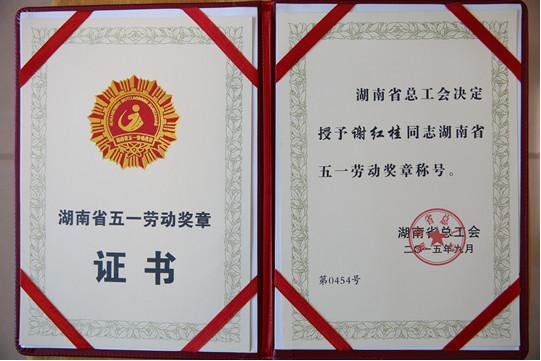 湖南省五一劳动奖章
证书
湖南省总工会决定
授予谢红桂同志湖南省
五一劳动奖章称号。
湖南省总工会
二〇一五年九月
第0454号